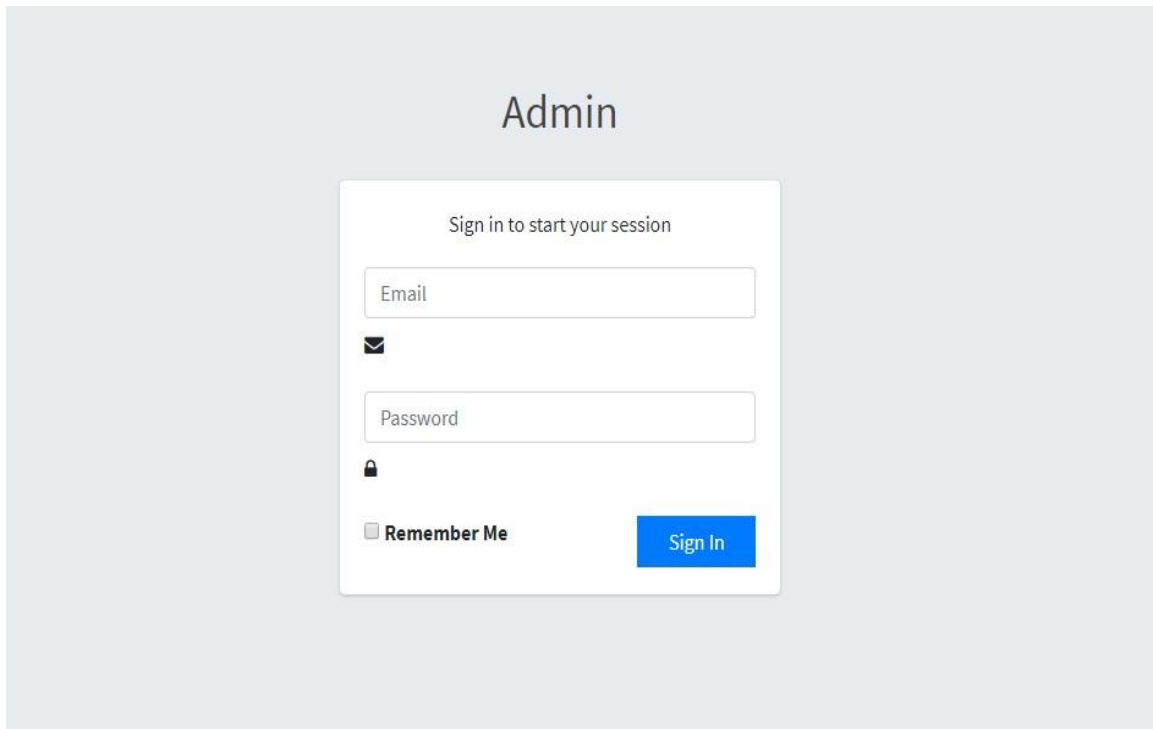 Admin
Sign in to start your session
Email
Password
Remember Me
Sign In